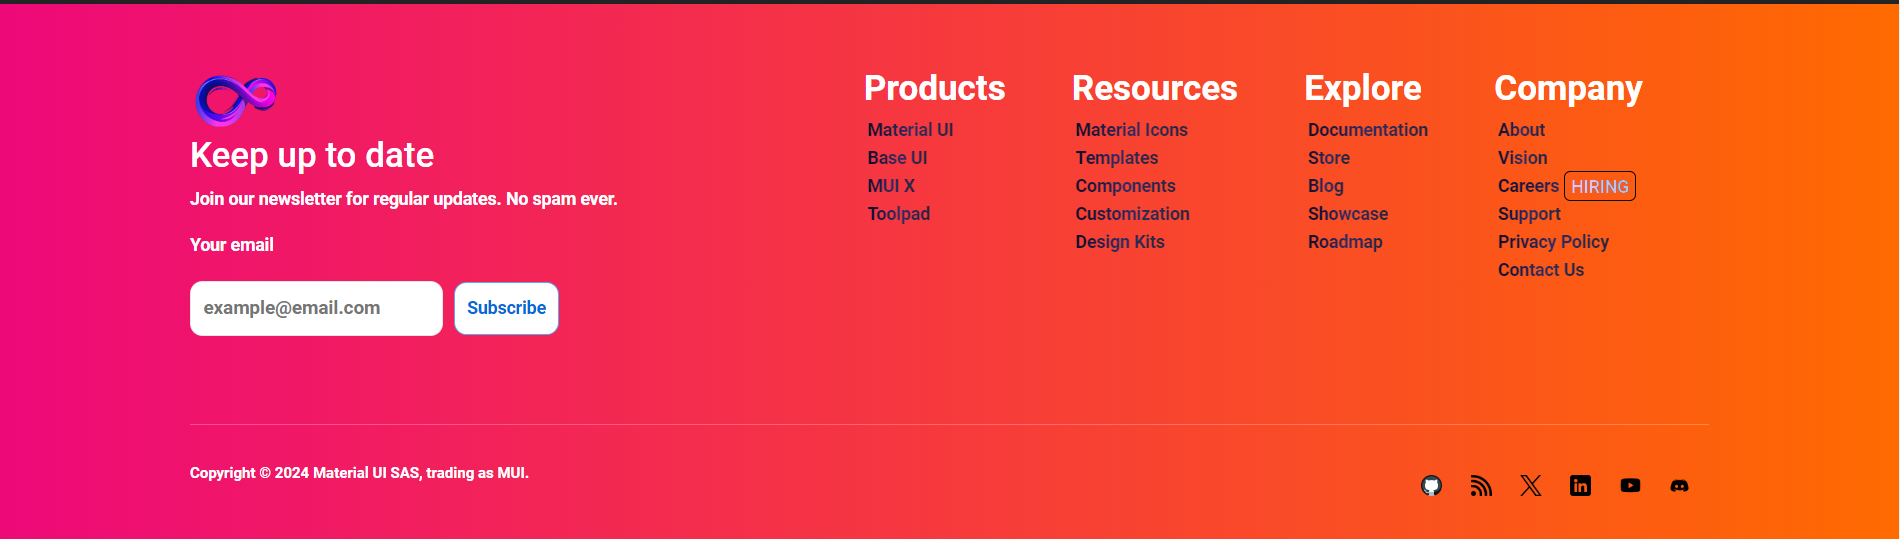 Keep up to date
Join our newsletter for regular updates. No spam ever.
Your email
example@email.com
Subscribe
Products
Material UI
Base UI
MUI X
Toolpad
Resources
Material Icons
Templates
Components
Customization
Design Kits
Explore
Documentation
Store
Blog
Showcase
Roadmap
Company
About
Vision
Careers HIRING
Support
Privacy Policy
Contact Us
Copyright © 2024 Material UI SAS, trading as MUI.
in